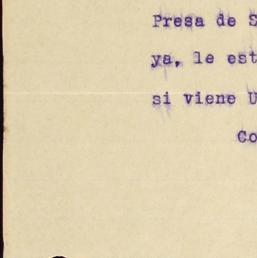 Presa de S
ya, le est
si viene U
Co